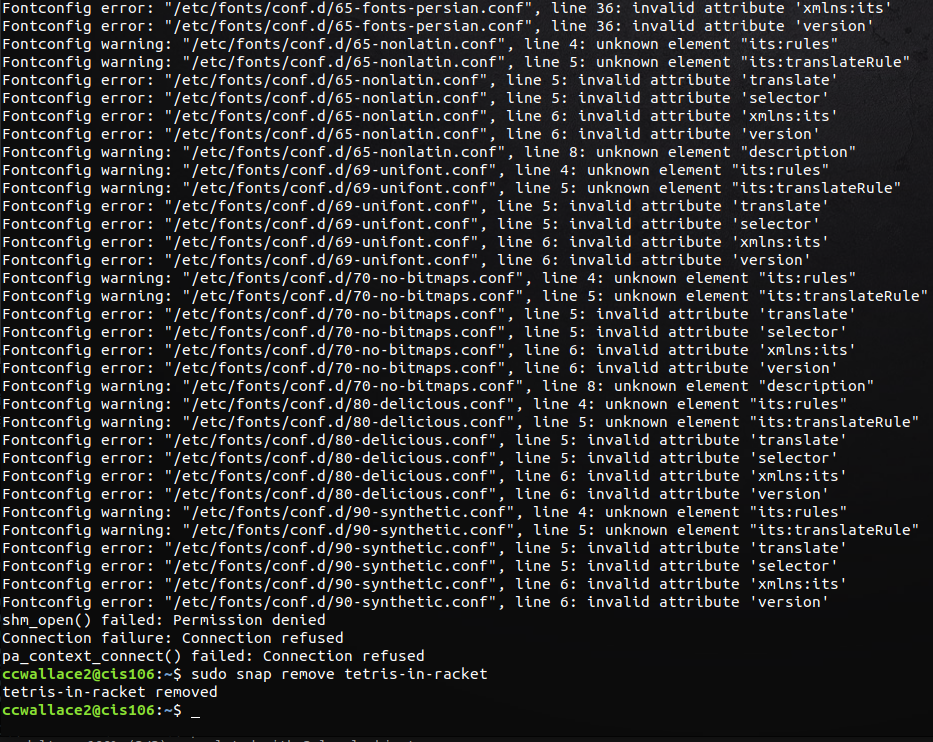 Fontconfig error: "/etc/fonts/conf.d/65-fonts-persian.conf", line 36: invalid attribute 'xmlns:its'
Fontconfig error: "/etc/fonts/conf.d/65-fonts-persian.conf", line 36: invalid attribute 'version'
Fontconfig warning: "/etc/fonts/conf.d/65-nonlatin.conf", line 4: unknown element "its:rules"
Fontconfig warning: "/etc/fonts/conf.d/65-nonlatin.conf", line 5: unknown element "its:translateRule"
Fontconfig error: "/etc/fonts/conf.d/65-nonlatin.conf", line 5: invalid attribute 'translate'
Fontconfig error: "/etc/fonts/conf.d/65-nonlatin.conf", line 5: invalid attribute 'selector'
Fontconfig error: "/etc/fonts/conf.d/65-nonlatin.conf", line 6: invalid attribute 'xmlns:its'
Fontconfig error: "/etc/fonts/conf.d/65-nonlatin.conf", line 6: invalid attribute 'version'
Fontconfig warning: "/etc/fonts/conf.d/65-nonlatin.conf", line 8: unknown element "description"
Fontconfig warning: "/etc/fonts/conf.d/69-unifont.conf", line 4: unknown element "its:rules"
Fontconfig warning: "/etc/fonts/conf.d/69-unifont.conf", line 5: unknown element "its:translateRule"
Fontconfig error: "/etc/fonts/conf.d/69-unifont.conf", line 5: invalid attribute 'translate'
Fontconfig error: "/etc/fonts/conf.d/69-unifont.conf", line 5: invalid attribute 'selector'
Fontconfig error: "/etc/fonts/conf.d/69-unifont.conf", line 6: invalid attribute 'xmlns:its'
Fontconfig error: "/etc/fonts/conf.d/69-unifont.conf", line 6: invalid attribute 'version'
Fontconfig warning: "/etc/fonts/conf.d/70-no-bitmaps.conf", line 4: unknown element "its:rules"
Fontconfig warning: "/etc/fonts/conf.d/70-no-bitmaps.conf", line 5: unknown element "its:translateRule"
Fontconfig error: "/etc/fonts/conf.d/70-no-bitmaps.conf", line 5: invalid attribute 'translate'
Fontconfig error: "/etc/fonts/conf.d/70-no-bitmaps.conf", line 5: invalid attribute 'selector'
Fontconfig error: "/etc/fonts/conf.d/70-no-bitmaps.conf", line 6: invalid attribute 'xmlns:its'
Fontconfig error: "/etc/fonts/conf.d/70-no-bitmaps.conf", line 6: invalid attribute 'version'
Fontconfig warning: "/etc/fonts/conf.d/70-no-bitmaps.conf", line 8: unknown element "description"
Fontconfig warning: "/etc/fonts/conf.d/80-delicious.conf", line 4: unknown element "its:rules"
Fontconfig warning: "/etc/fonts/conf.d/80-delicious.conf", line 5: unknown element "its:translateRule"
Fontconfig error: "/etc/fonts/conf.d/80-delicious.conf", line 5: invalid attribute 'translate'
Fontconfig error: "/etc/fonts/conf.d/80-delicious.conf", line 5: invalid attribute 'selector'
Fontconfig error: "/etc/fonts/conf.d/80-delicious.conf", line 6: invalid attribute 'xmlns:its'
Fontconfig error: "/etc/fonts/conf.d/80-delicious.conf", line 6: invalid attribute 'version'
Fontconfig warning: "/etc/fonts/conf.d/90-synthetic.conf", line 4: unknown element "its:rules"
Fontconfig warning: "/etc/fonts/conf.d/90-synthetic.conf", line 5: unknown element "its:translateRule"
Fontconfig error: "/etc/fonts/conf.d/90-synthetic.conf", line 5: invalid attribute 'translate'
Fontconfig error: "/etc/fonts/conf.d/90-synthetic.conf", line 5: invalid attribute 'selector'
Fontconfig error: "/etc/fonts/conf.d/90-synthetic.conf", line 6: invalid attribute 'xmlns:its'
Fontconfig error: "/etc/fonts/conf.d/90-synthetic.conf", line 6: invalid attribute 'version'
shm_open() failed: Permission denied
Connection failure: Connection refused
pa_context_connect() failed: Connection refused
ccwallace2@cis106:~$ sudo snap remove tetris-in-racket
tetris-in-racket removed
ccwallace2@cis106:~$ _